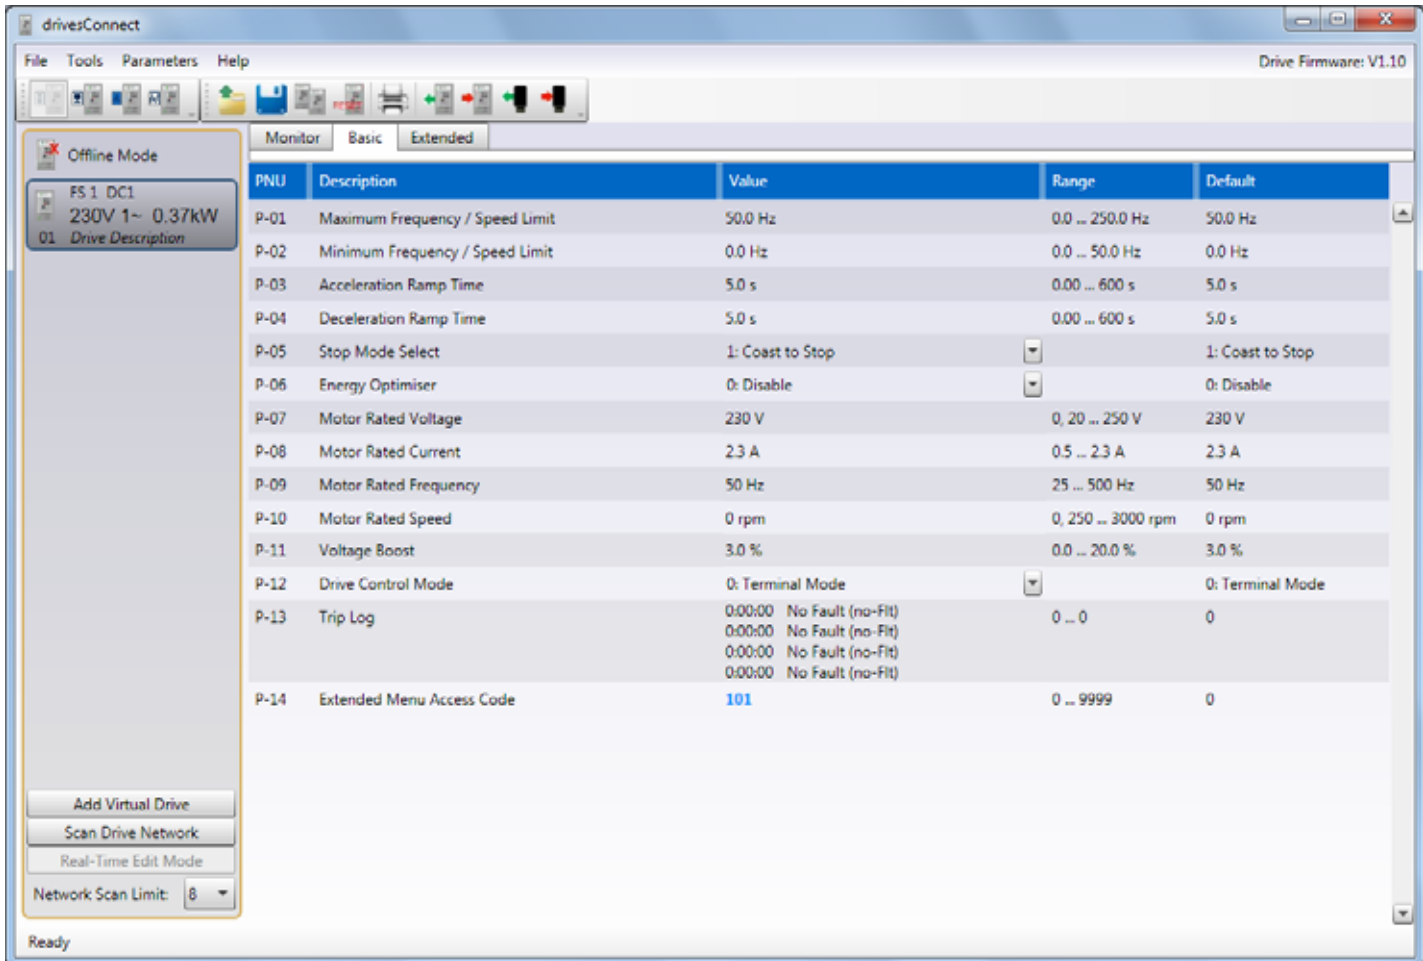 drivesConnect
File Tools Parameters Help Drive Firmware: V1.10
Monitor Basic Extended
Offline Mode
FS 1 DC1
230V 1~ 0.37kW
01 Drive Description
PNU Description Value Range Default
P-01 Maximum Frequency / Speed Limit 50.0 Hz 0.0 ... 250.0 Hz 50.0 Hz
P-02 Minimum Frequency / Speed Limit 0.0 Hz 0.0 ... 50.0 Hz 0.0 Hz
P-03 Acceleration Ramp Time 5.0 s 0.00 ... 600 s 5.0 s
P-04 Deceleration Ramp Time 5.0 s 0.00 ... 600 s 5.0 s
P-05 Stop Mode Select 1: Coast to Stop 1: Coast to Stop
P-06 Energy Optimiser 0: Disable 0: Disable
P-07 Motor Rated Voltage 230 V 0, 20 ... 250 V 230 V
P-08 Motor Rated Current 2.3 A 0.5 ... 2.3 A 2.3 A
P-09 Motor Rated Frequency 50 Hz 25 ... 500 Hz 50 Hz
P-10 Motor Rated Speed 0 rpm 0, 250 ... 3000 rpm 0 rpm
P-11 Voltage Boost 3.0 % 0.0 ... 20.0 % 3.0 %
P-12 Drive Control Mode 0: Terminal Mode 0: Terminal Mode
P-13 Trip Log 0:00:00 No Fault (no-Flt) 0 ... 0 0
0:00:00 No Fault (no-Flt)
0:00:00 No Fault (no-Flt)
0:00:00 No Fault (no-Flt)
P-14 Extended Menu Access Code 101 0 ... 9999 0
Add Virtual Drive
Scan Drive Network
Real-Time Edit Mode
Network Scan Limit: 8
Ready